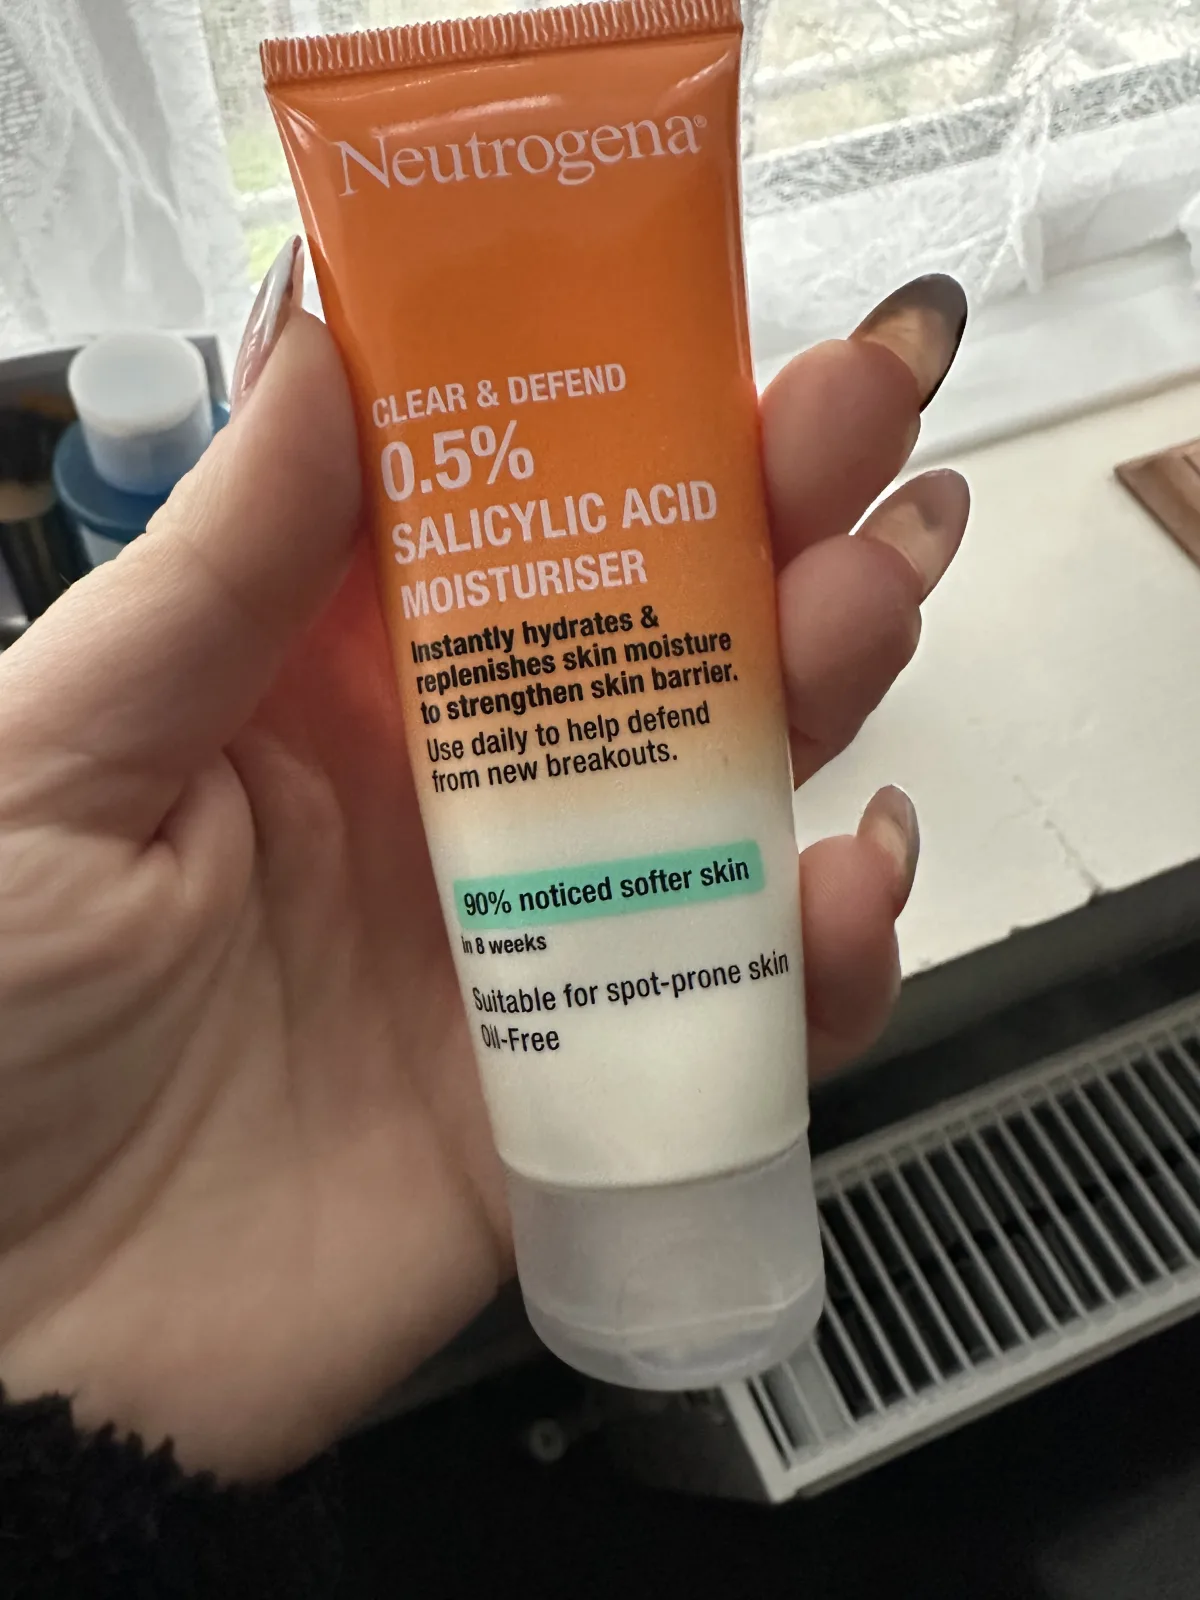 Neutrogena®
CLEAR & DEFEND
0.5%
SALICYLIC ACID
MOISTURISER
Instantly hydrates &
replenishes skin moisture
to strengthen skin barrier.
Use daily to help defend
from new breakouts.
90% noticed softer skin
in 8 weeks
Suitable for spot-prone skin
Oil-Free